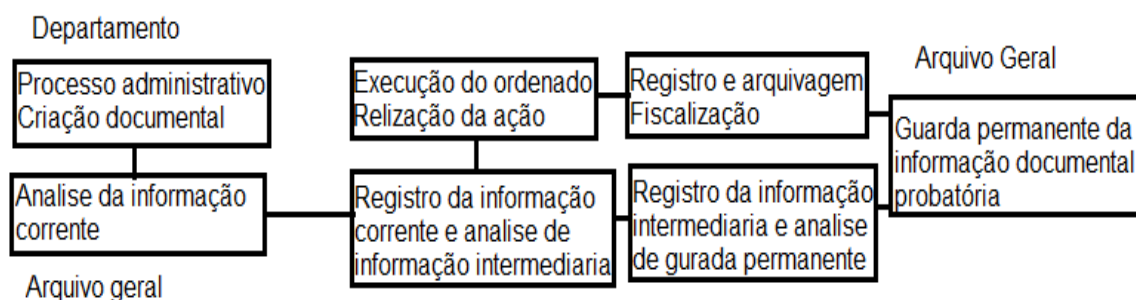 Departamento
Processo administrativo
Criação documental
Execução do ordenado
Relização da ação
Registro e arquivagem
Fiscalização
Arquivo Geral
Guarda permanente da
informação documental
probatória
Analise da informação
corrente
Registro da informação
corrente e analise de
informação intermediaria
Registro da informação
intermediaria e analise
de gurada permanente
Arquivo geral